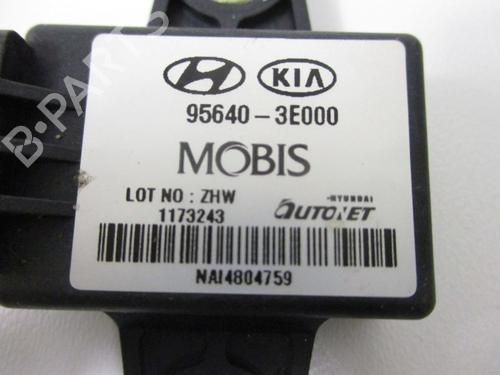 KIA
95640-3E000
MOBIS
LOT NO : ZHW
1173243
HYUNDAI
AUTONET
NAI4804759
B-PARTS